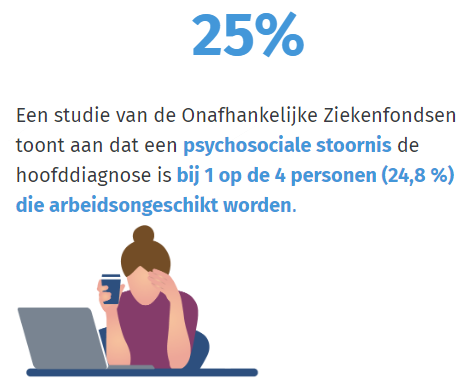 25%
Een studie van de Onafhankelijke Ziekenfondsen
toont aan dat een psychosociale stoornis de
hoofddiagnose is bij 1 op de 4 personen (24,8 %)
die arbeidsongeschikt worden.